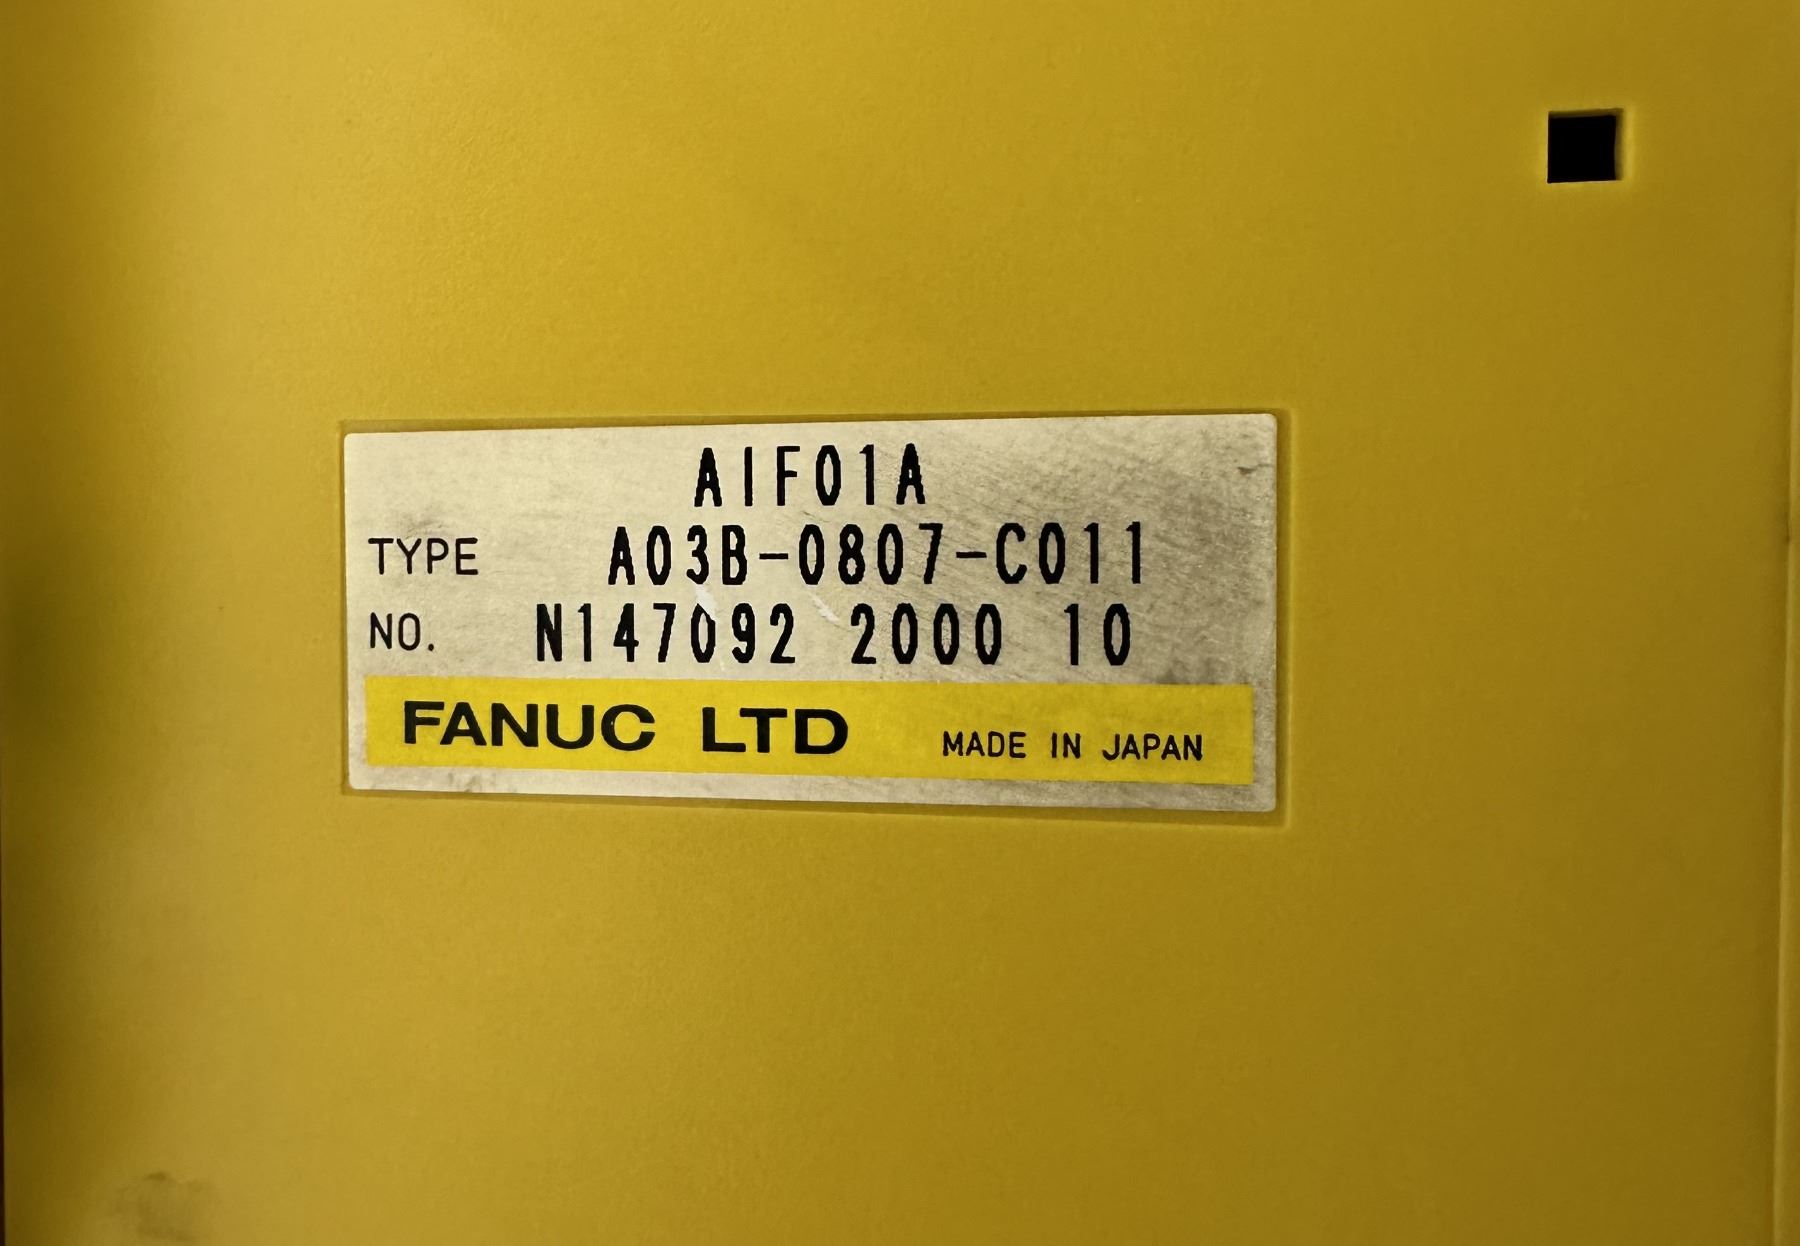 AIF01A
TYPE A03B-0807-C011
NO. N147092 2000 10
FANUC LTD MADE IN JAPAN